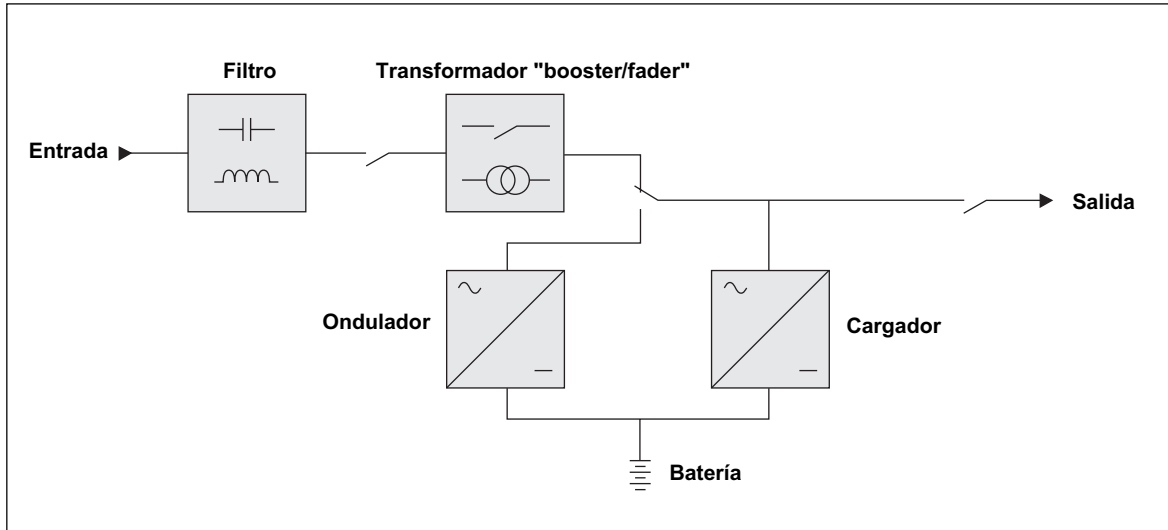 Filtro
Transformador "booster/fader"
Entrada
Salida
Ondulador
Cargador
Batería